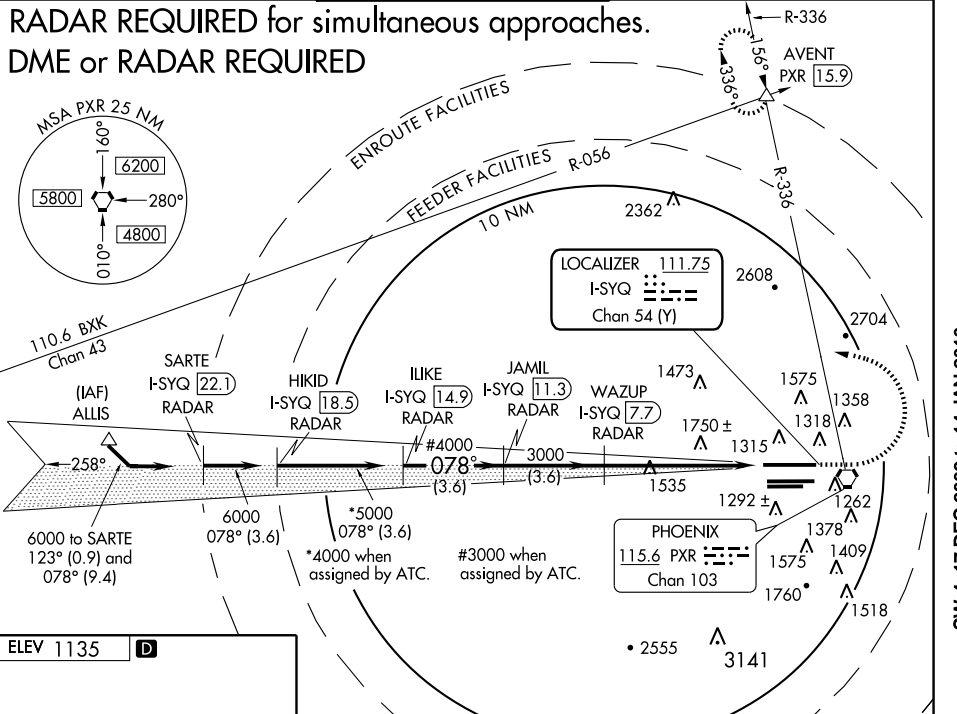 RADAR REQUIRED for simultaneous approaches.
DME or RADAR REQUIRED
R-336
156°
336°
AVENT
PXR 15.9
MSA PXR 25 NM
160°
6200
5800
280°
4800
010°
ENROUTE FACILITIES
FEEDER FACILITIES
R-056
R-336
10 NM
2362
LOCALIZER 111.75
I-SYQ
Chan 54 (Y)
2608
2704
110.6 BXK
Chan 43
SARTE
I-SYQ 22.1
RADAR
HIKID
I-SYQ 18.5
RADAR
ILIKE
I-SYQ 14.9
RADAR
JAMIL
I-SYQ 11.3
RADAR
WAZUP
I-SYQ 7.7
RADAR
(IAF)
ALLIS
1473
1575
1358
1318
1750 ±
1315
#4000
258°
078°
(3.6)
3000
(3.6)
1535
1292 ±
1262
6000
078° (3.6)
*5000
078° (3.6)
6000 to SARTE
123° (0.9) and
078° (9.4)
*4000 when
assigned by ATC.
#3000 when
assigned by ATC.
PHOENIX
115.6 PXR
Chan 103
1378
1575
1409
1760
1518
ELEV 1135 D
2555
3141